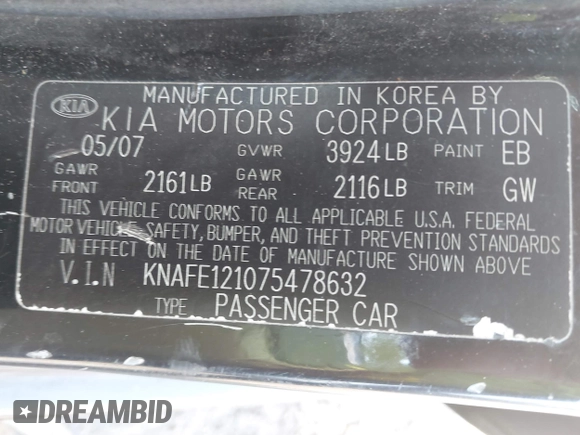 MANUFACTURED IN KOREA BY
KIA KIA MOTORS CORPORATION
05/07 GVWR 3924 LB PAINT EB
GAWR FRONT 2161 LB GAWR REAR 2116 LB TRIM GW
THIS VEHICLE CONFORMS TO ALL APPLICABLE U.S.A. FEDERAL
MOTOR VEHICLE SAFETY, BUMPER, AND THEFT PREVENTION STANDARDS
IN EFFECT ON THE DATE OF MANUFACTURE SHOWN ABOVE
V.I.N KNAFE121075478632
TYPE PASSENGER CAR
DREAMBID